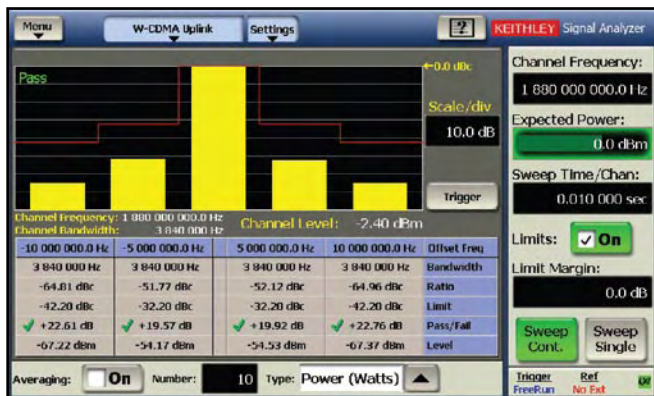 Menu
W-CDMA Uplink
Settings
?
KEITHLEY Signal Analyzer
Pass
0.0 dBc
Scale/div
10.0 dB
Trigger
Channel Frequency: 1 880 000 000.0 Hz
Channel Bandwidth: 3 840 000 Hz
Channel Level: -2.40 dBm
-10 000 000.0 Hz -5 000 000.0 Hz 5 000 000.0 Hz 10 000 000.0 Hz Offset Freq
3 840 000 Hz 3 840 000 Hz 3 840 000 Hz 3 840 000 Hz Bandwidth
-64.81 dBc -51.77 dBc -52.12 dBc -64.96 dBc Ratio
-42.20 dBc -32.20 dBc -32.20 dBc -42.20 dBc Limit
+22.61 dB +19.57 dB +19.92 dB +22.76 dB Pass/Fail
-67.22 dBm -54.17 dBm -54.53 dBm -67.37 dBm Level
Averaging: On Number: 10 Type: Power (Watts)
Channel Frequency:
1 880 000 000.0 Hz
Expected Power:
0.0 dBm
Sweep Time/Chan:
0.010 000 sec
Limits: On
Limit Margin:
0.0 dB
Sweep Cont.
Sweep Single
Trigger Ref
FreeRun No Ext